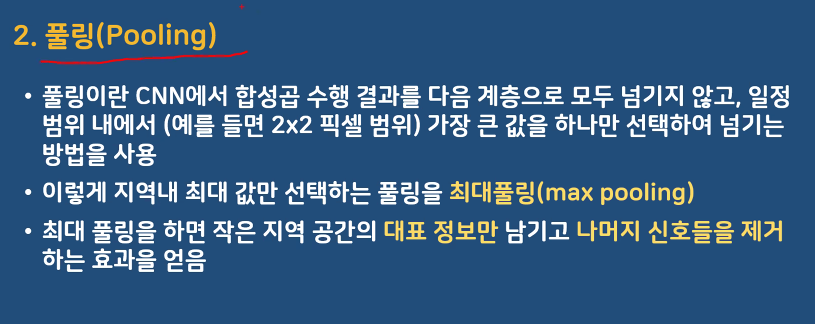 2. 풀링(Pooling)
• 풀링이란 CNN에서 합성곱 수행 결과를 다음 계층으로 모두 넘기지 않고, 일정
범위 내에서 (예를 들면 2x2 픽셀 범위) 가장 큰 값을 하나만 선택하여 넘기는
방법을 사용
• 이렇게 지역내 최대 값만 선택하는 풀링을 최대풀링(max pooling)
• 최대 풀링을 하면 작은 지역 공간의 대표 정보만 남기고 나머지 신호들을 제거
하는 효과을 얻음